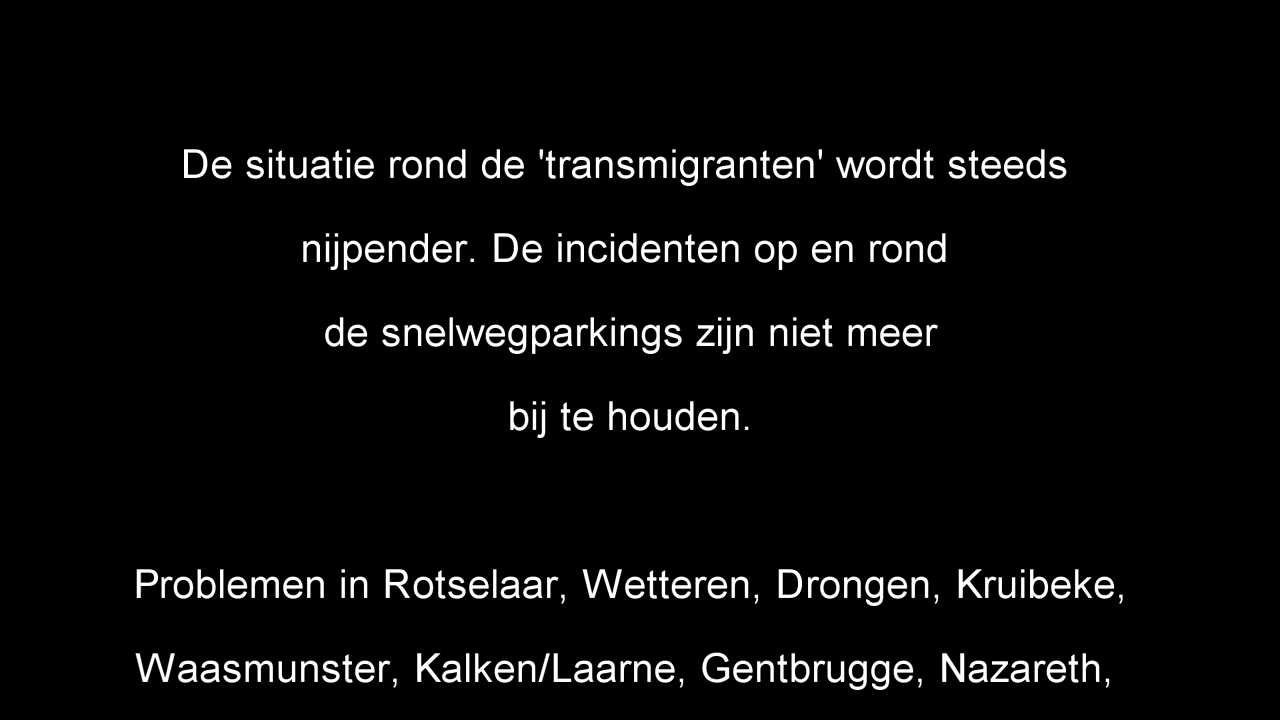 De situatie rond de 'transmigranten' wordt steeds
nijpender. De incidenten op en rond
de snelwegparkings zijn niet meer
bij te houden.
Problemen in Rotselaar, Wetteren, Drongen, Kruibeke,
Waasmunster, Kalken/Laarne, Gentbrugge, Nazareth,